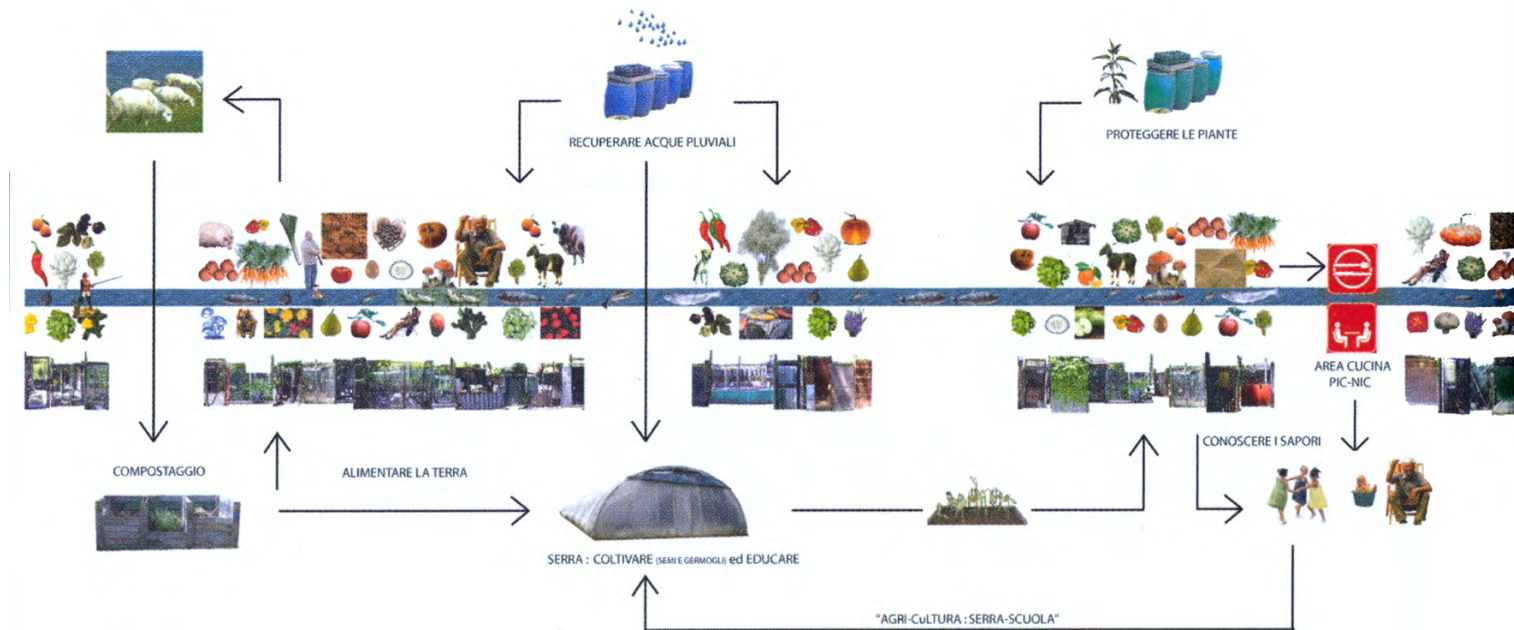 RECUPERARE ACQUE PLUVIALI
PROTEGGERE LE PIANTE
AREA CUCINA
PIC-NIC
CONOSCERE I SAPORI
COMPOSTAGGIO
ALIMENTARE LA TERRA
SERRA : COLTIVARE (SEMI E GERMOGLI) ed EDUCARE
"AGRI-CuLTURA : SERRA-SCUOLA"